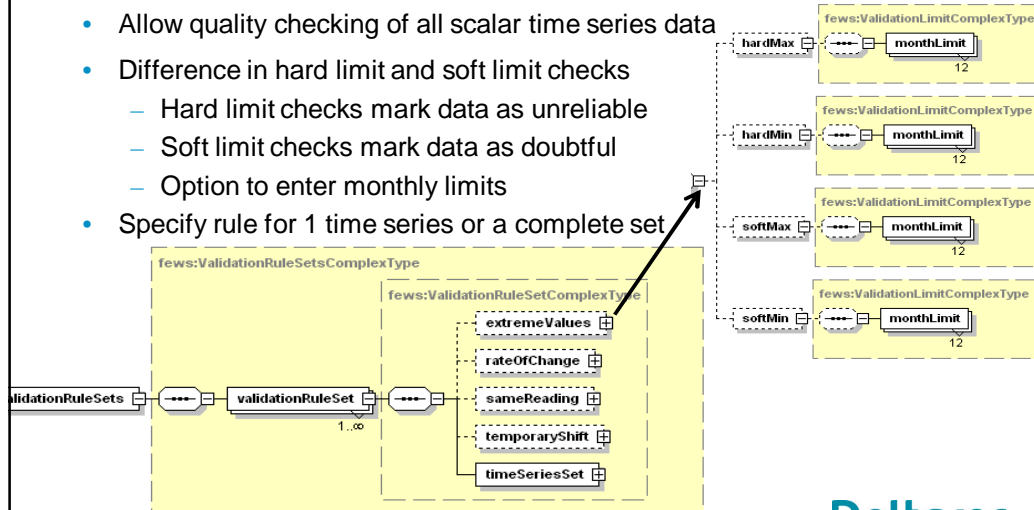 • Allow quality checking of all scalar time series data
• Difference in hard limit and soft limit checks
– Hard limit checks mark data as unreliable
– Soft limit checks mark data as doubtful
– Option to enter monthly limits
• Specify rule for 1 time series or a complete set
fews:ValidationLimitComplexType
hardMax
monthLimit
12
fews:ValidationLimitComplexType
hardMin
monthLimit
12
fews:ValidationLimitComplexType
softMax
monthLimit
12
fews:ValidationLimitComplexType
softMin
monthLimit
12
fews:ValidationRuleSetsComplexType
fews:ValidationRuleSetComplexType
extremeValues
rateOfChange
sameReading
temporaryShift
timeSeriesSet
alidationRuleSets
validationRuleSet
1..∞